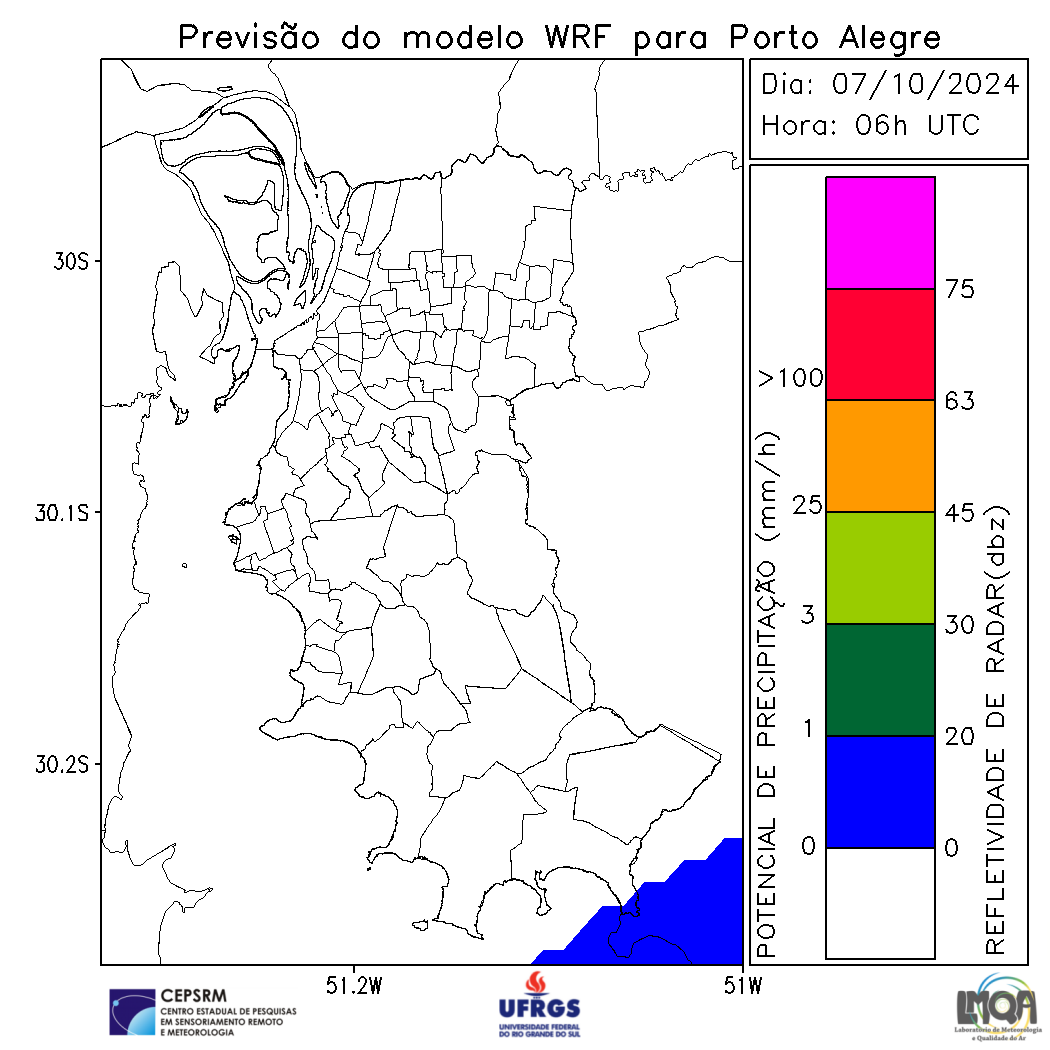 Previsão do modelo WRF para Porto Alegre
Dia: 07/10/2024
Hora: 06h UTC
30S
30.1S
30.2S
51.2W
51W
POTENCIAL DE PRECIPITAÇÃO (mm/h)
>100
25
3
1
0
75
63
45
30
20
0
REFLETIVIDADE DE RADAR(dbz)
CEPSRM
CENTRO ESTADUAL DE PESQUISAS
EM SENSORIAMENTO REMOTO
E METEOROLOGIA
UFRGS
UNIVERSIDADE FEDERAL
DO RIO GRANDE DO SUL
LMQA
Laboratório de Meteorologia
e Qualidade do Ar